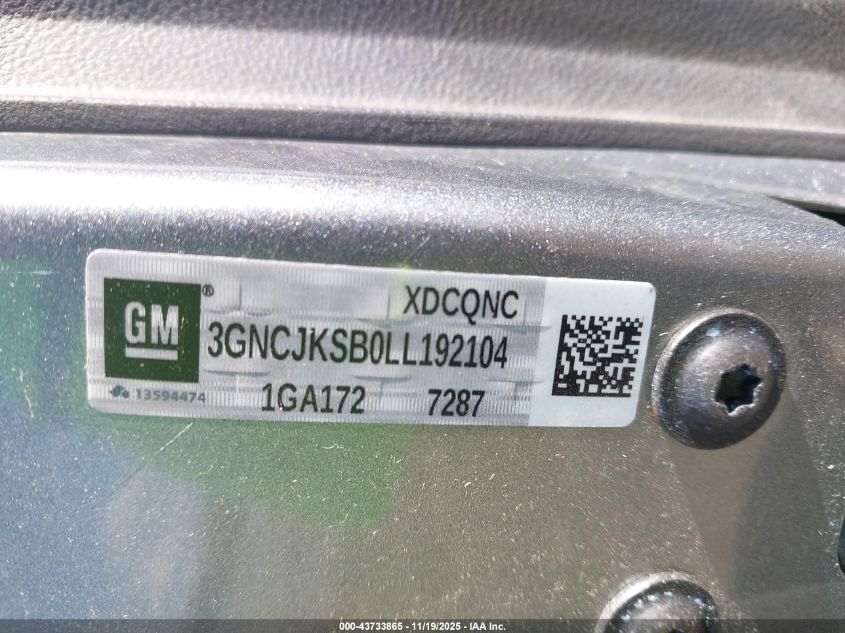 XDCQNC
GM®
3GNCJKSB0LL192104
13594474
1GA172 7287
000-43733865 - 11/19/2025 - IAA Inc.